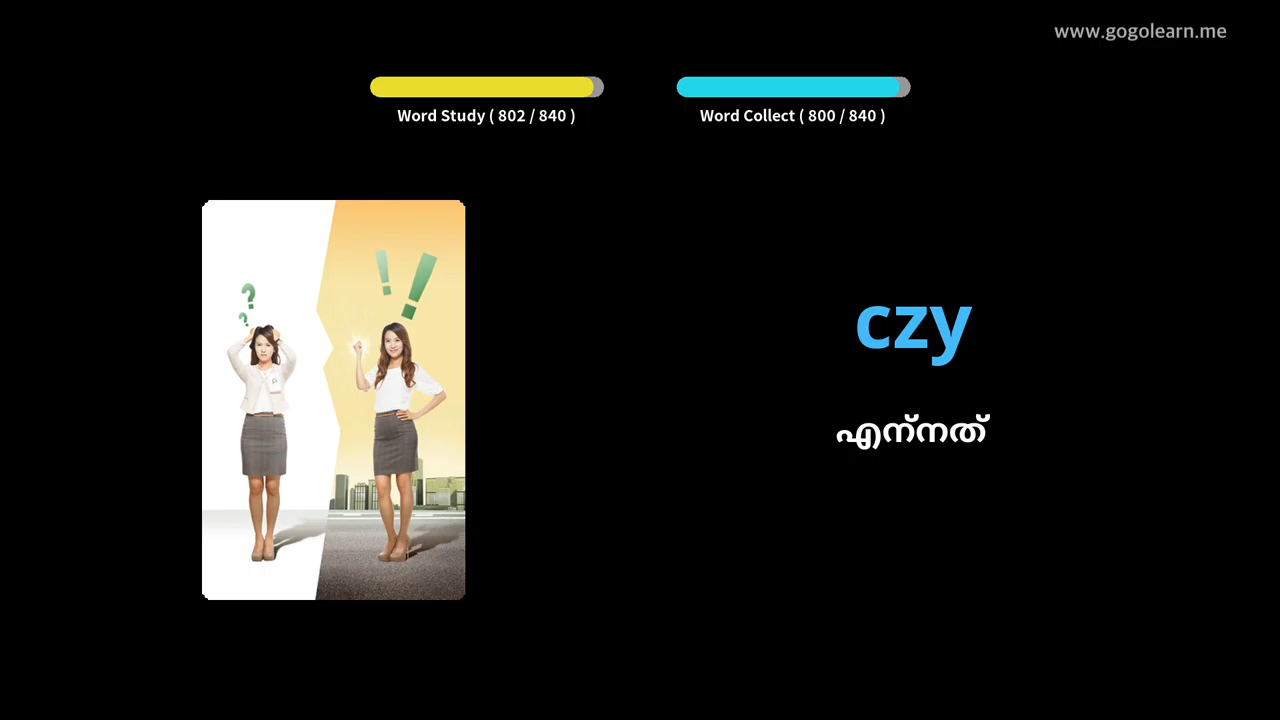 www.gogolearn.me
Word Study ( 802 / 840 )
Word Collect ( 800 / 840 )
? ?
! !
czy
എന്നത്